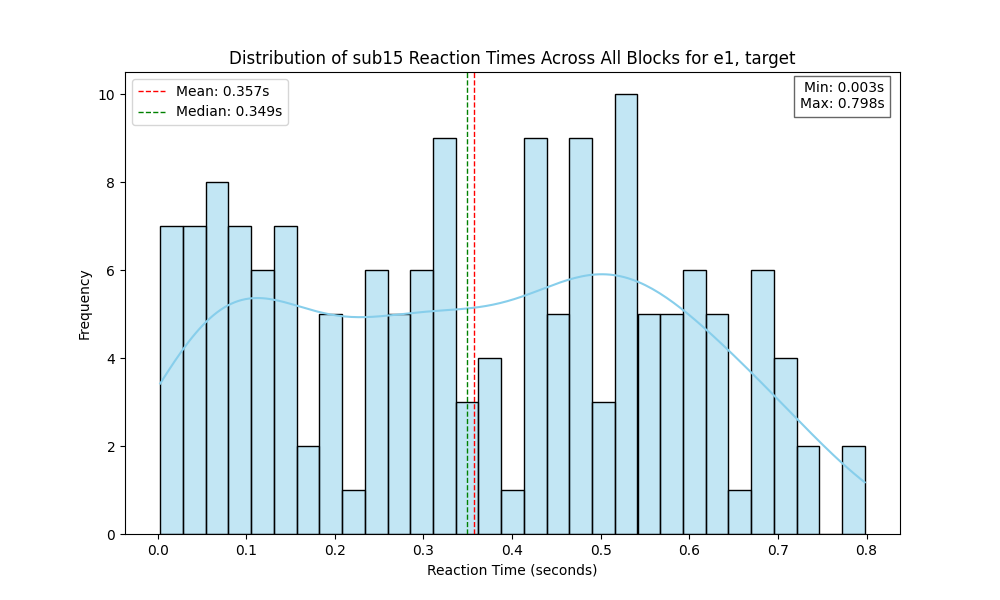 Distribution of sub15 Reaction Times Across All Blocks for e1, target
Mean: 0.357s
Median: 0.349s
Min: 0.003s
Max: 0.798s
10
8
6
4
2
0
Frequency
0.0 0.1 0.2 0.3 0.4 0.5 0.6 0.7 0.8
Reaction Time (seconds)